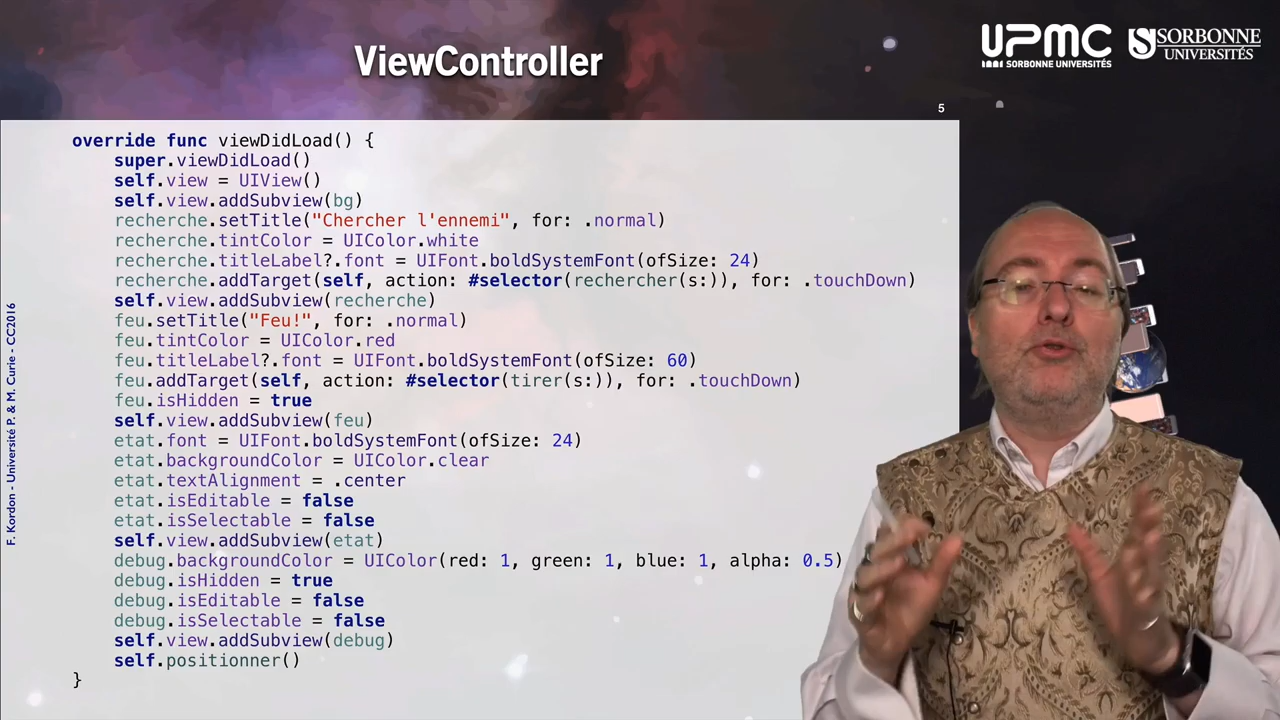 ViewController
UPMC
SORBONNE UNIVERSITÉS
SORBONNE
UNIVERSITÉS
5
override func viewDidLoad() {
super.viewDidLoad()
self.view = UIView()
self.view.addSubview(bg)
recherche.setTitle("Chercher l'ennemi", for: .normal)
recherche.tintColor = UIColor.white
recherche.titleLabel?.font = UIFont.boldSystemFont(ofSize: 24)
recherche.addTarget(self, action: #selector(rechercher(s:)), for: .touchDown)
self.view.addSubview(recherche)
feu.setTitle("Feu!", for: .normal)
feu.tintColor = UIColor.red
feu.titleLabel?.font = UIFont.boldSystemFont(ofSize: 60)
feu.addTarget(self, action: #selector(tirer(s:)), for: .touchDown)
feu.isHidden = true
self.view.addSubview(feu)
etat.font = UIFont.boldSystemFont(ofSize: 24)
etat.backgroundColor = UIColor.clear
etat.textAlignment = .center
etat.isEditable = false
etat.isSelectable = false
self.view.addSubview(etat)
debug.backgroundColor = UIColor(red: 1, green: 1, blue: 1, alpha: 0.5)
debug.isHidden = true
debug.isEditable = false
debug.isSelectable = false
self.view.addSubview(debug)
self.positionner()
}
F. Kordon - Université P. & M. Curie - CC2016